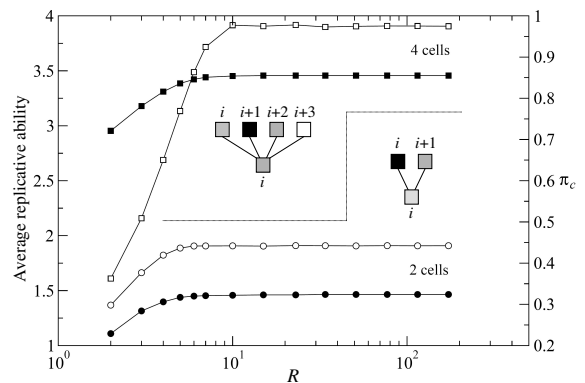 4
3.5
3
2.5
2
1.5
1
Average replicative ability
1
0.9
0.8
0.7
0.6
0.5
0.4
0.3
0.2
π_c
4 cells
i i+1 i+2 i+3
i
i i+1
i
2 cells
10^0 10^1 10^2
R